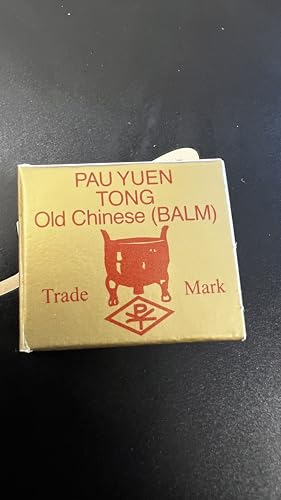 PAU YUEN
TONG
Old Chinese (BALM)
Trade Mark